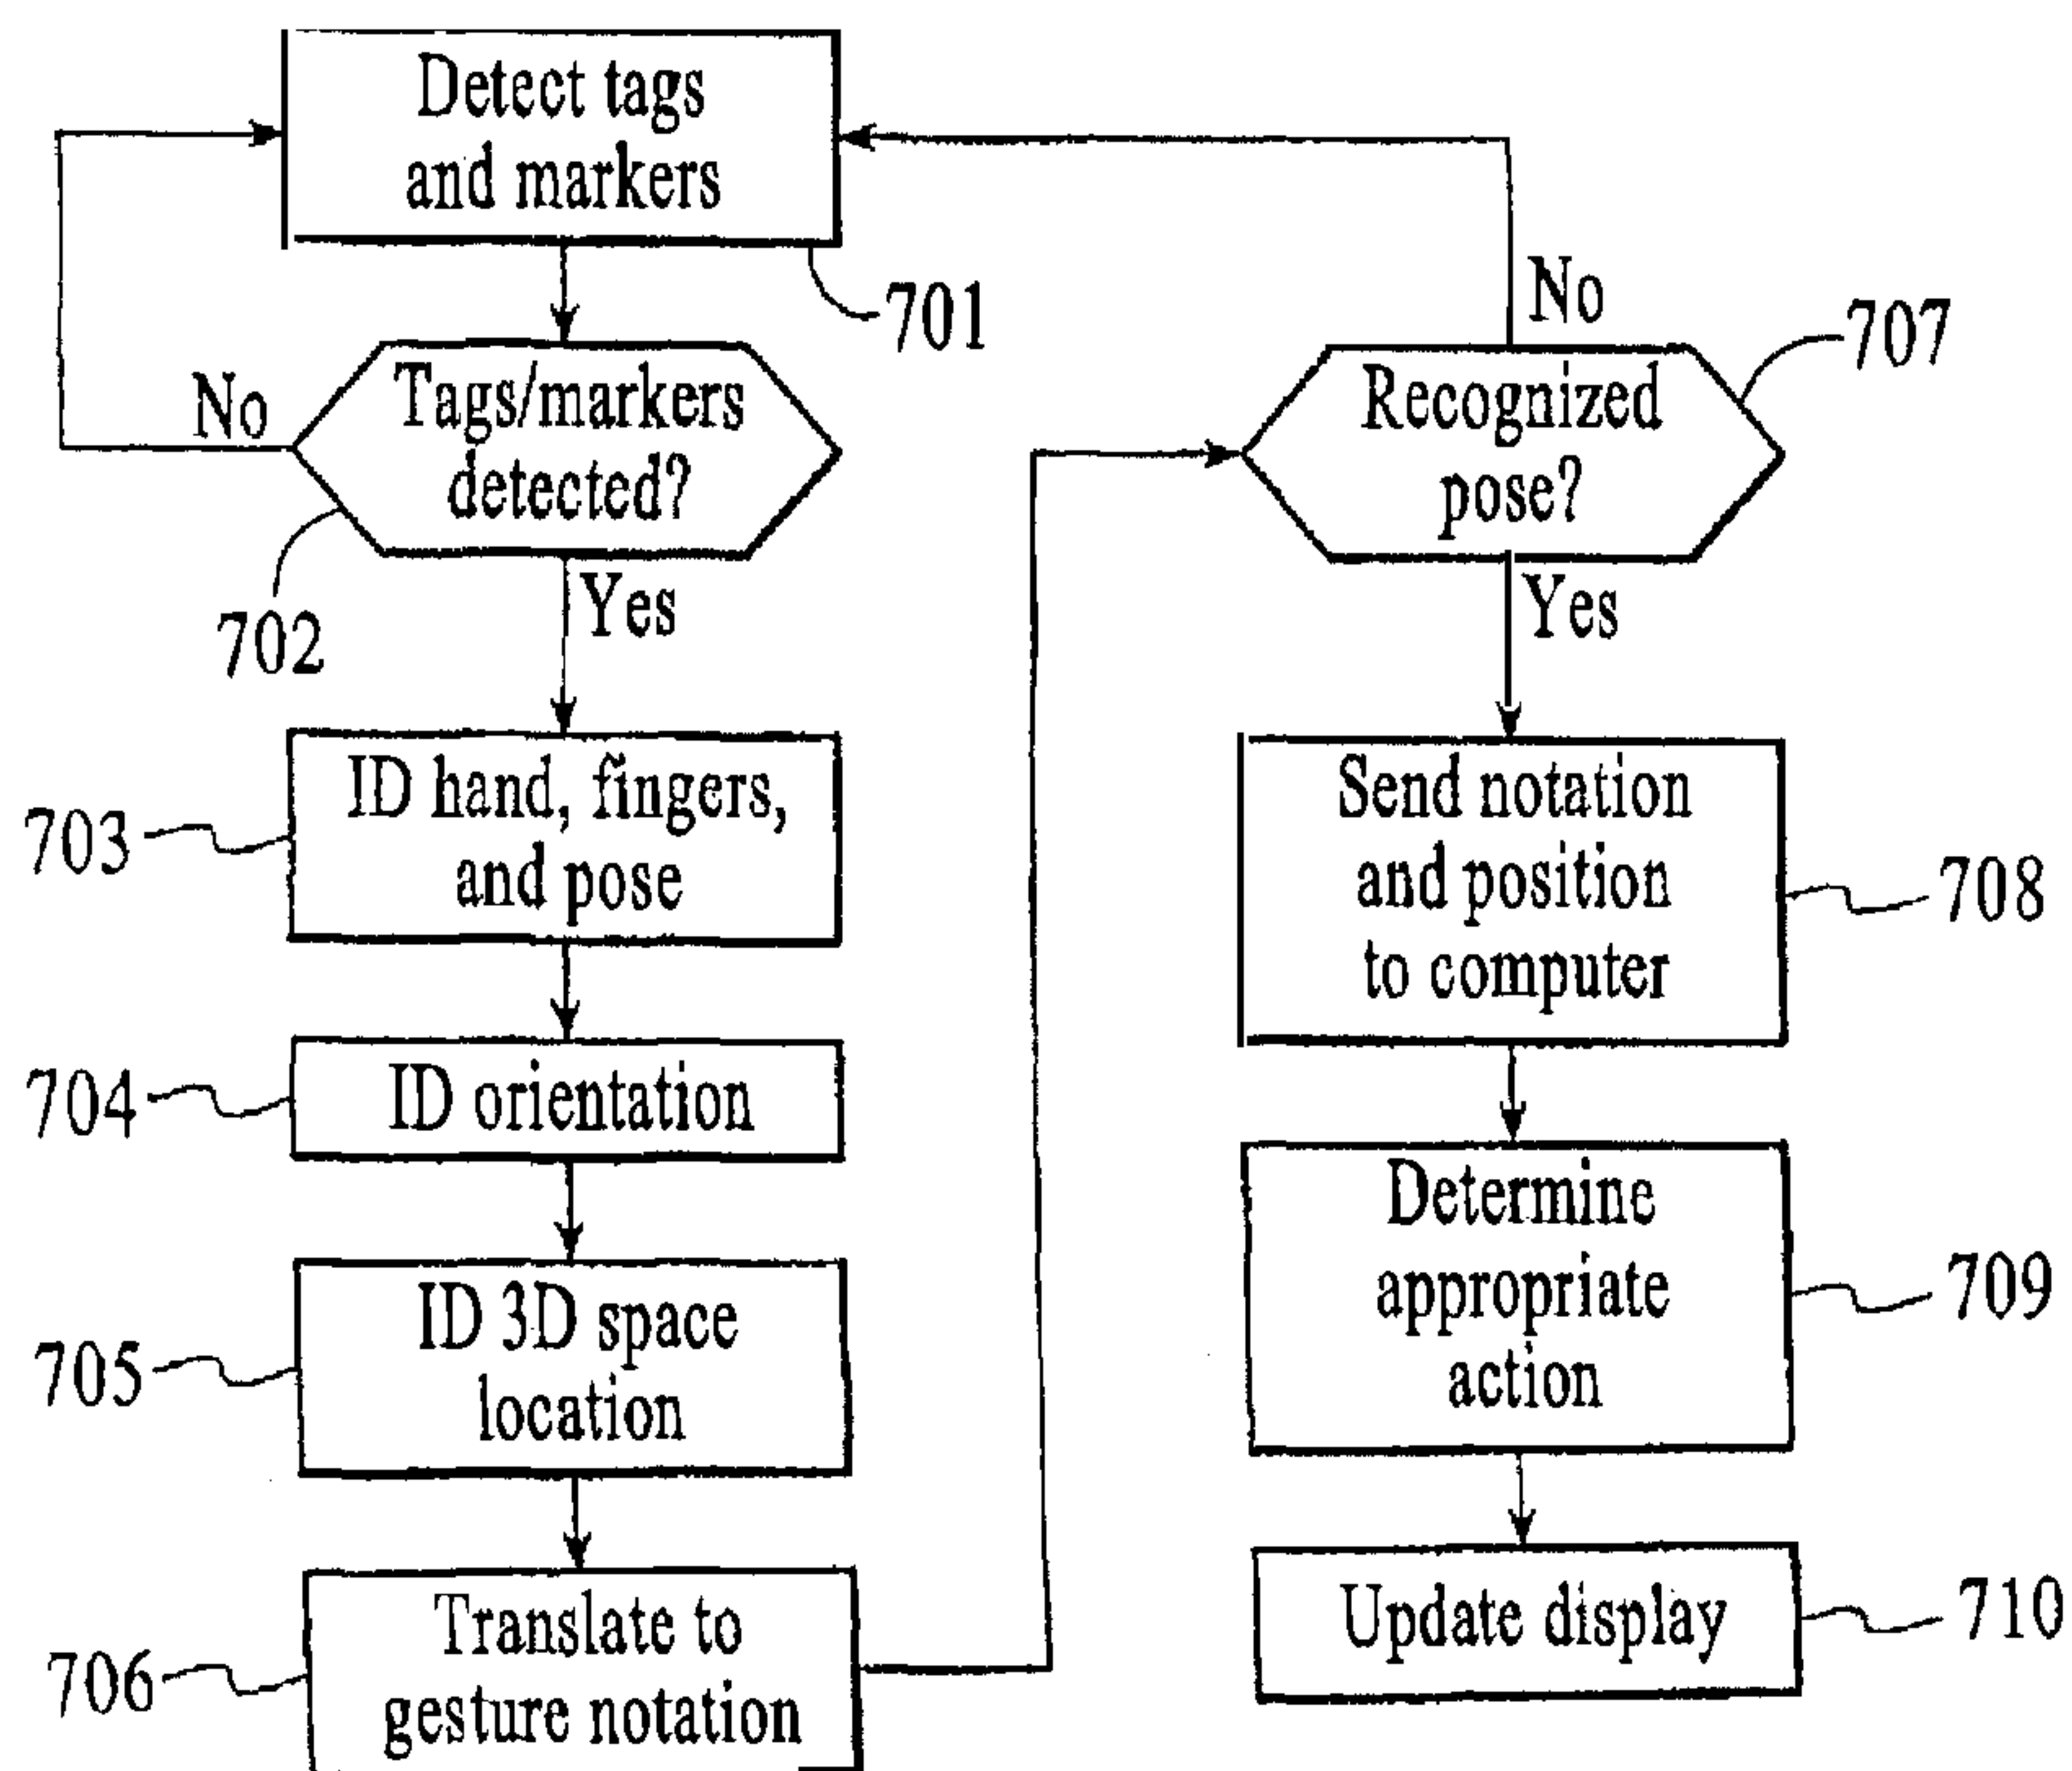 Detect tags
and markers
701
No
Tags/markers
detected?
702
Yes
ID hand, fingers,
and pose
703
ID orientation
704
ID 3D space
location
705
Translate to
gesture notation
706
No
707
Recognized
pose?
Yes
Send notation
and position
to computer
708
Determine
appropriate
action
709
Update display
710